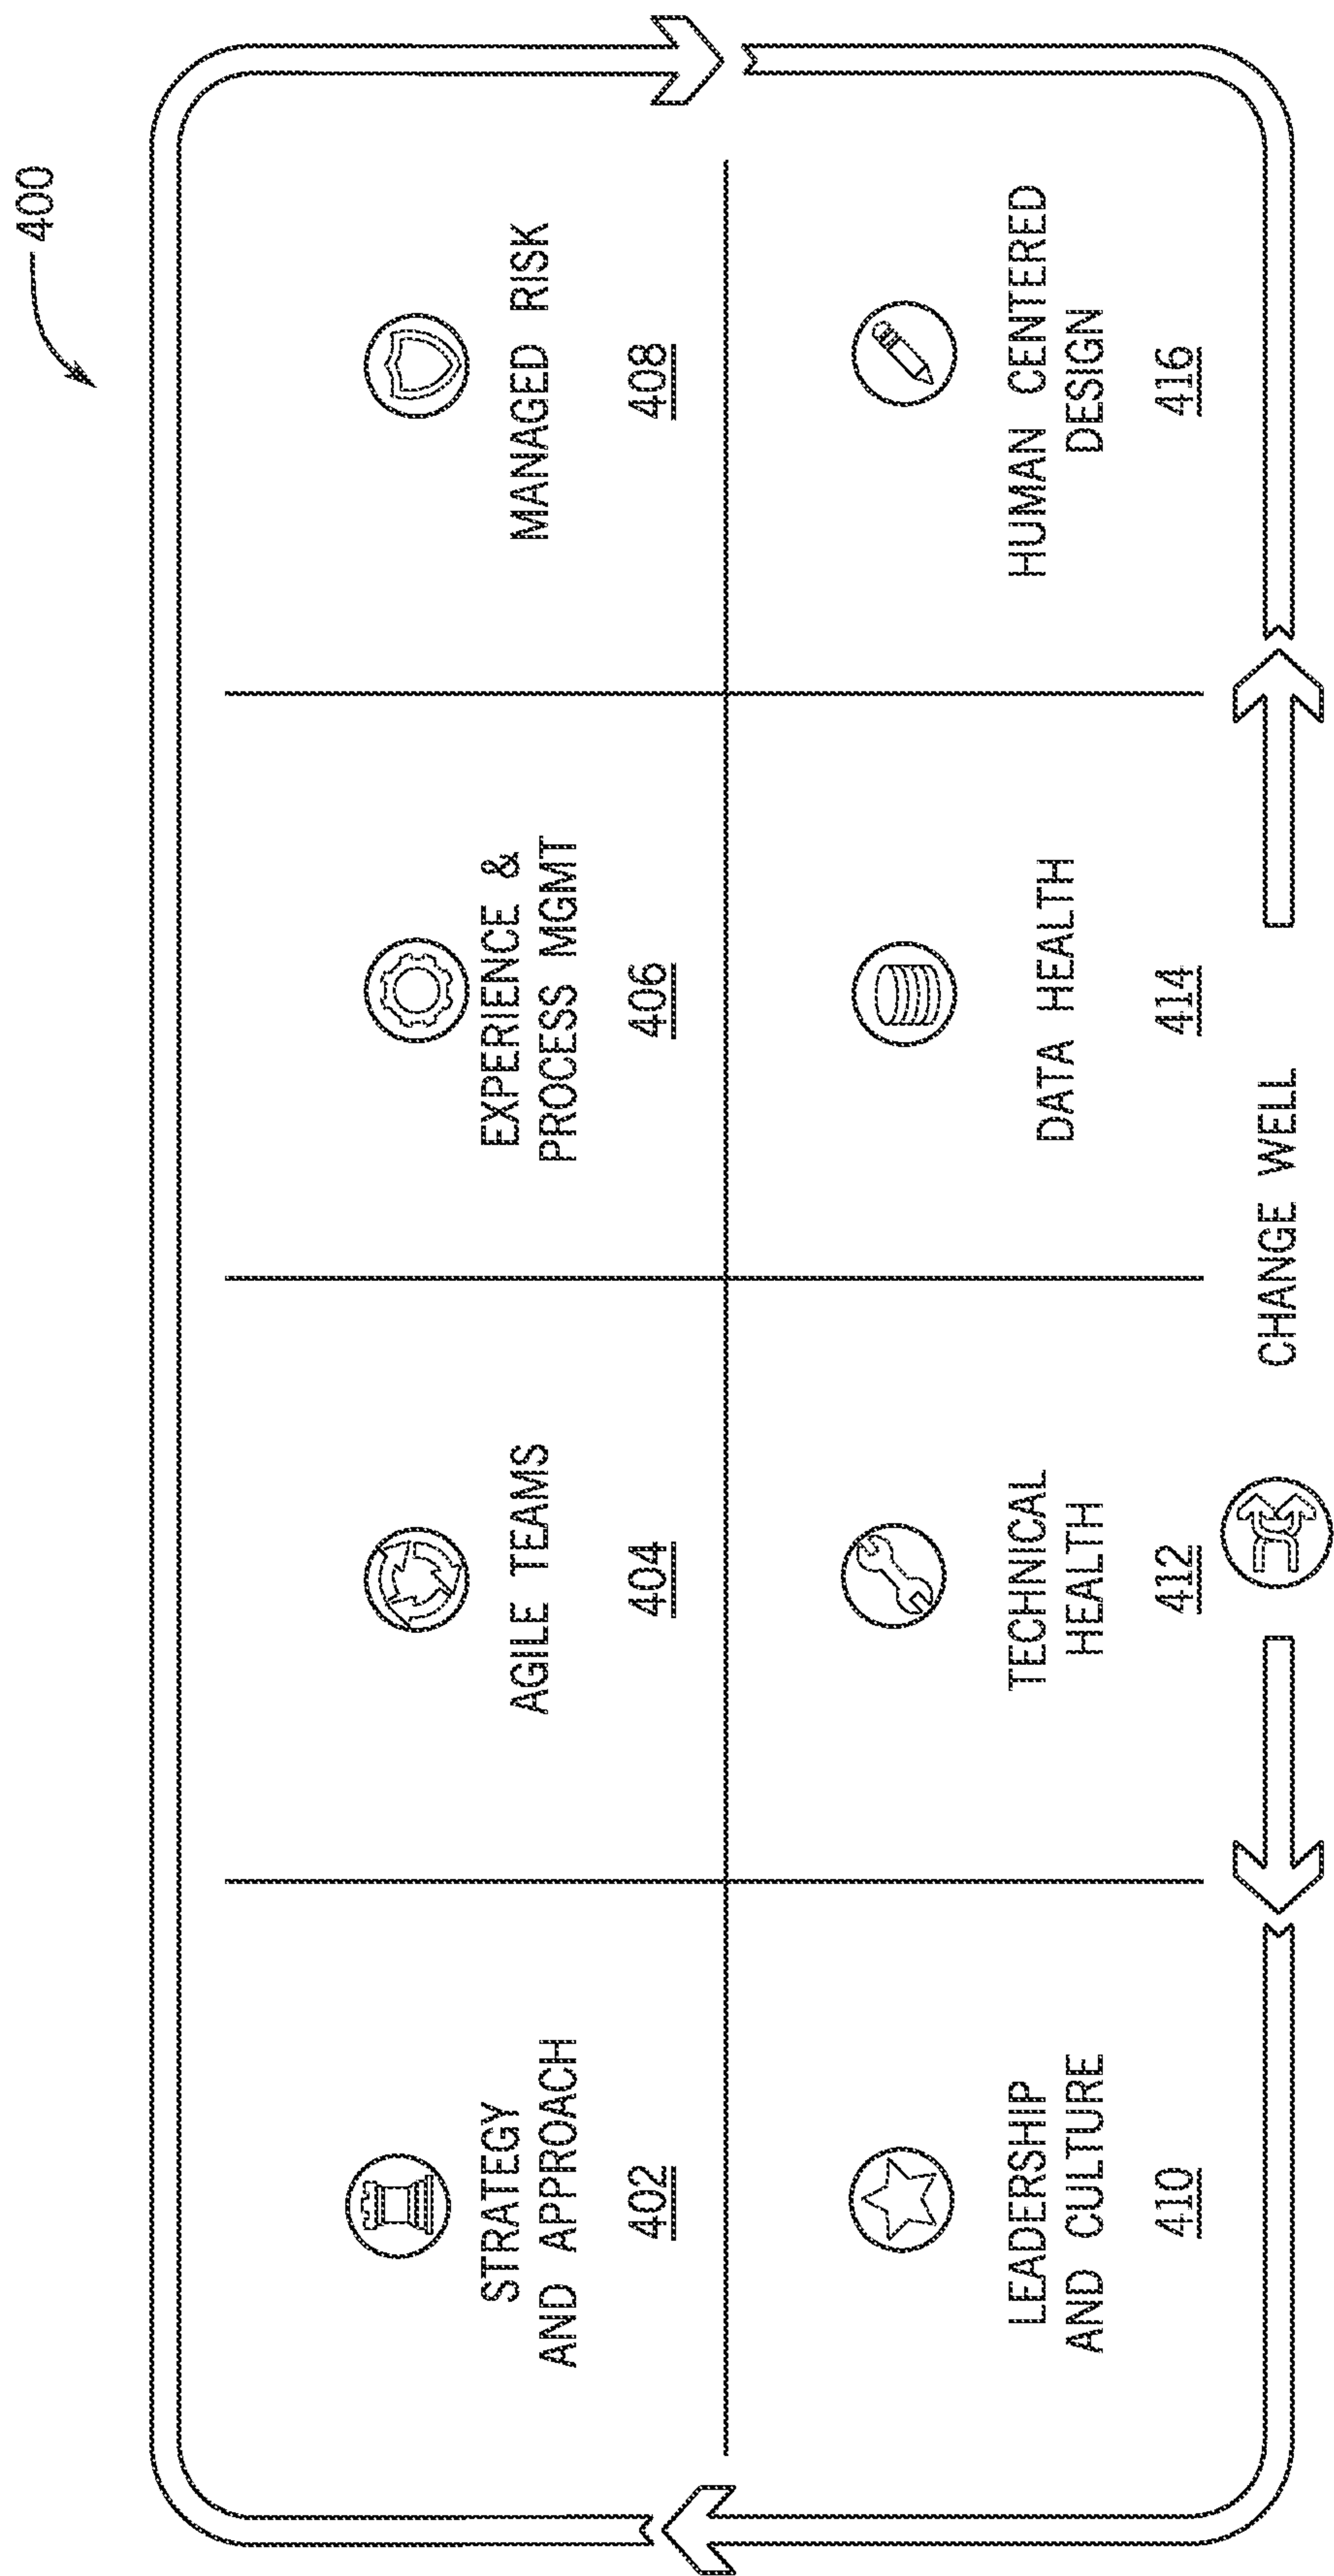 400
STRATEGY
AND APPROACH
402
AGILE TEAMS
404
EXPERIENCE &
PROCESS MGMT
406
MANAGED RISK
408
LEADERSHIP
AND CULTURE
410
TECHNICAL
HEALTH
412
DATA HEALTH
414
HUMAN CENTERED
DESIGN
416
CHANGE WELL